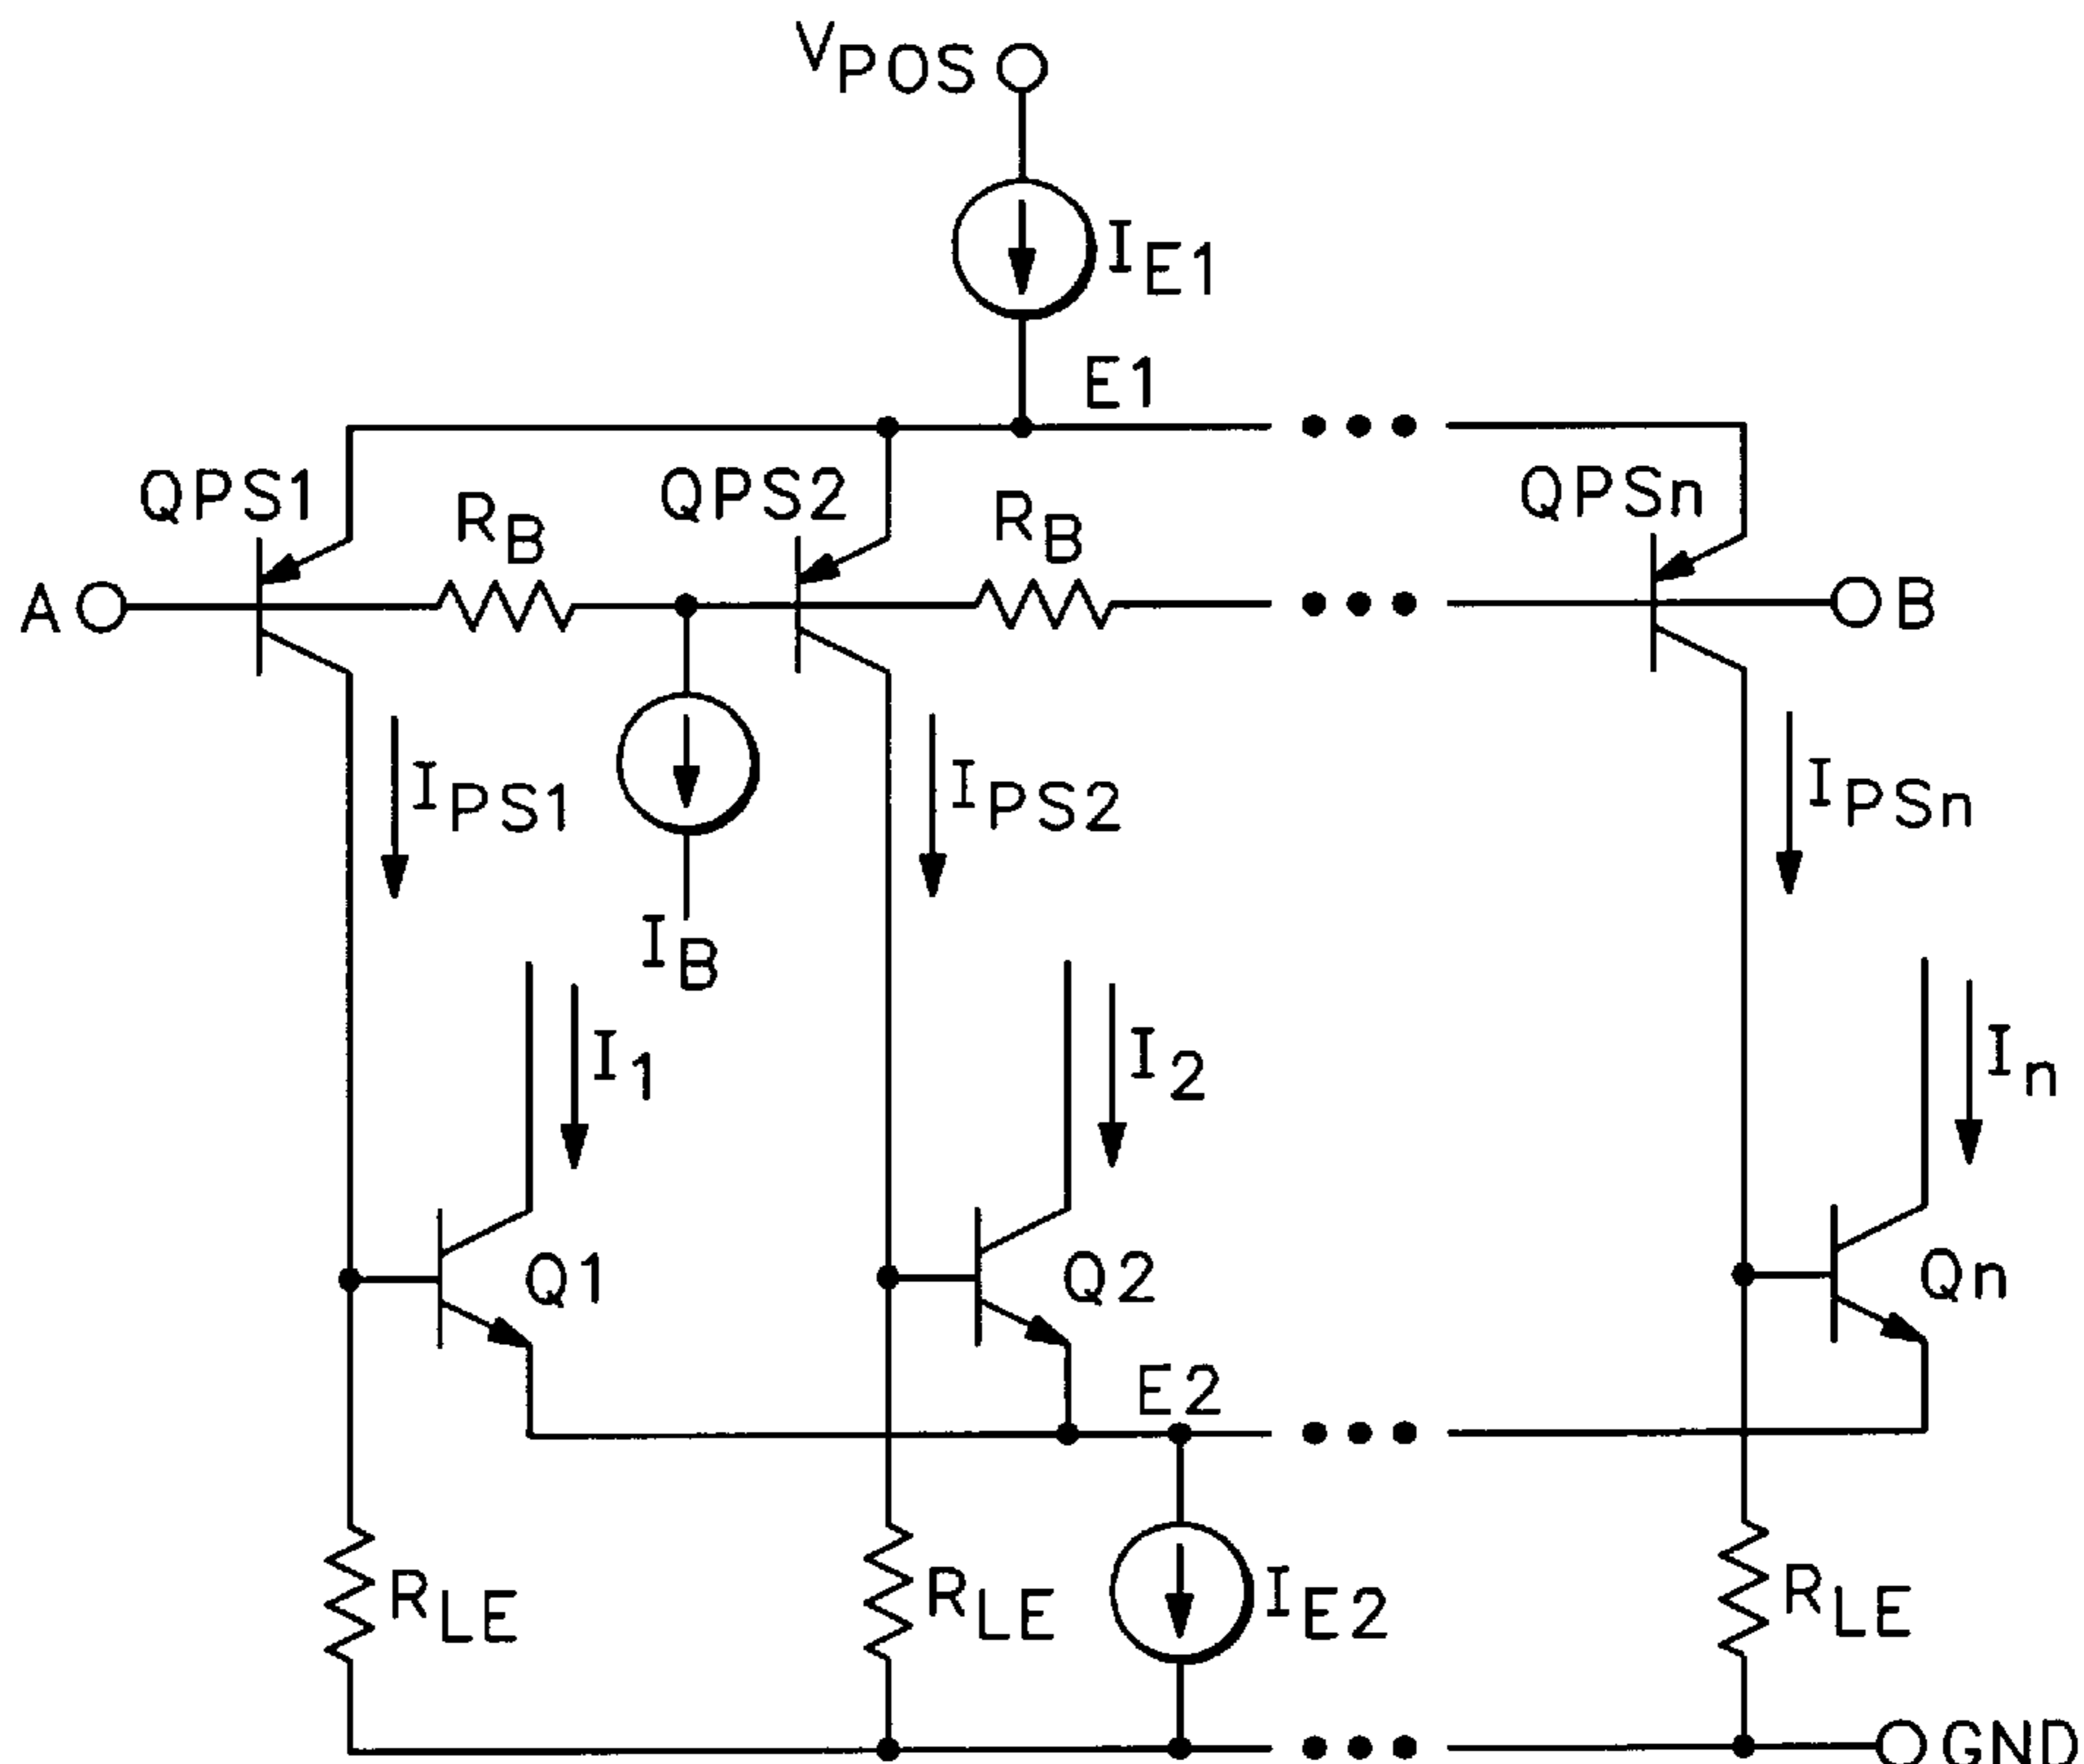 VPOS
IE1
E1
QPS1 RB QPS2 RB QPSn
A B
IPS1 IPS2 IPSn
IB
I1 I2 In
Q1 Q2 Qn
E2
RLE RLE IE2 RLE
GND